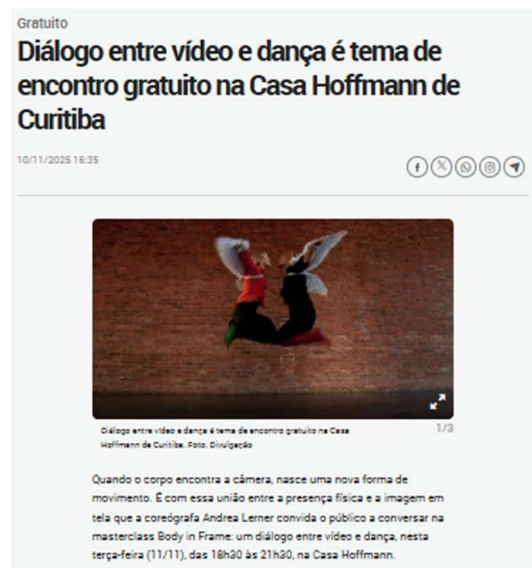 Gratuito
Diálogo entre vídeo e dança é tema de
encontro gratuito na Casa Hoffmann de
Curitiba
10/11/2025 16:35
Diálogo entre vídeo e dança é tema de encontro gratuito na Casa
Hoffmann de Curitiba. Foto: Divulgação
1/3
Quando o corpo encontra a câmera, nasce uma nova forma de
movimento. É com essa união entre a presença física e a imagem em
tela que a coreógrafa Andrea Lerner convida o público a conversar na
masterclass Body in Frame: um diálogo entre vídeo e dança, nesta
terça-feira (11/11), das 18h30 às 21h30, na Casa Hoffmann.